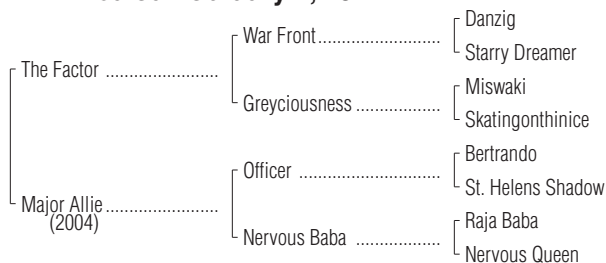 The Factor
Major Allie
(2004)
War Front
Greyciousness
Officer
Nervous Baba
Danzig
Starry Dreamer
Miswaki
Skatingonthinice
Bertrando
St. Helens Shadow
Raja Baba
Nervous Queen